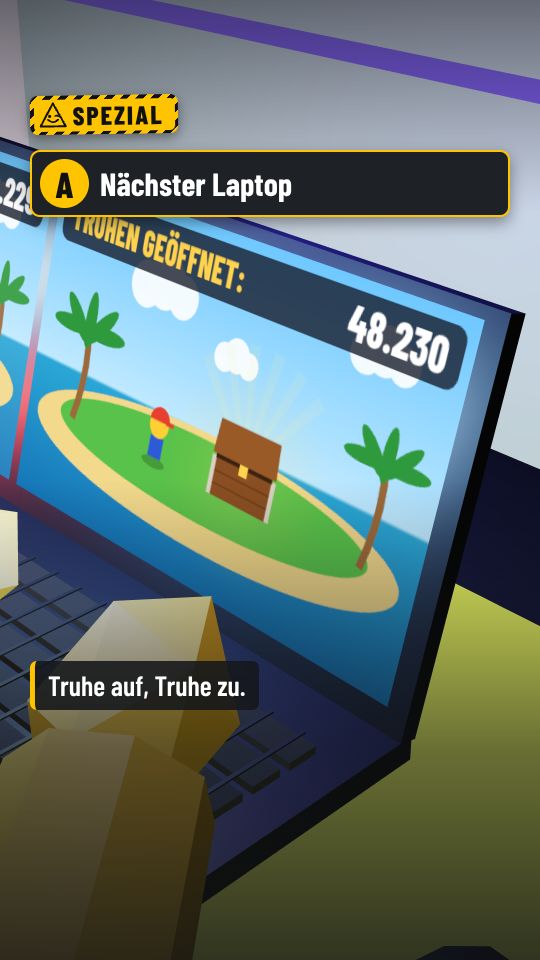 SPEZIAL
A Nächster Laptop
TRUHEN GEÖFFNET:
48.230
Truhe auf, Truhe zu.